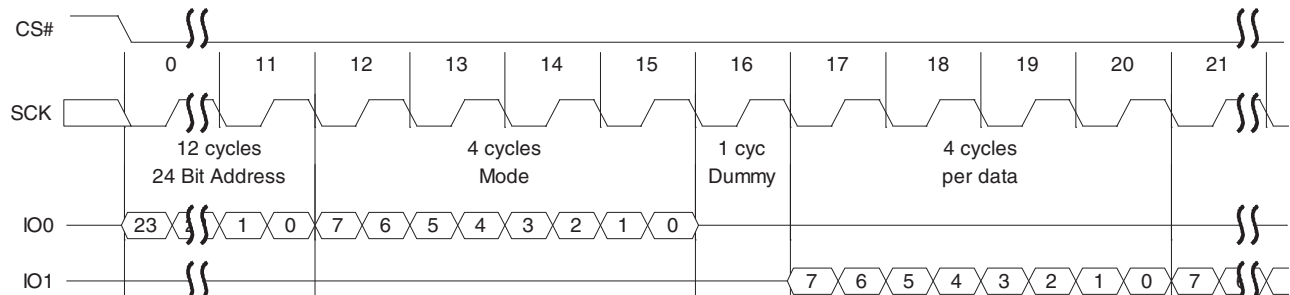 CS#
0 11 12 13 14 15 16 17 18 19 20 21
SCK
12 cycles 4 cycles 1 cyc 4 cycles
24 Bit Address Mode Dummy per data
IO0 23 1 0 7 6 5 4 3 2 1 0
IO1 7 6 5 4 3 2 1 0 7